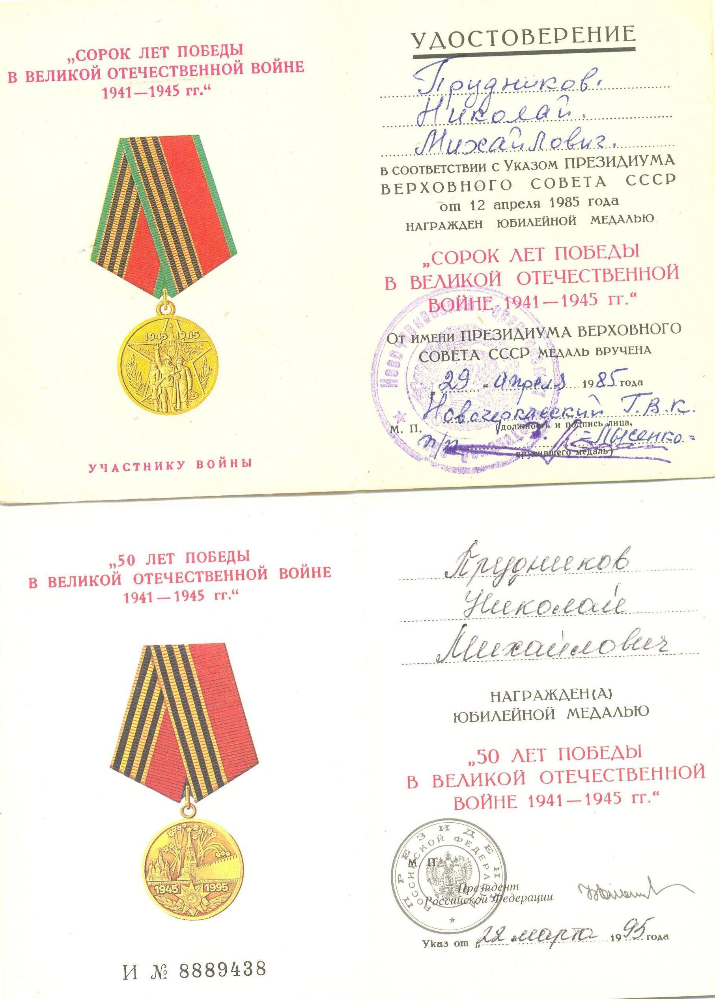 „СОРОК ЛЕТ ПОБЕДЫ
В ВЕЛИКОЙ ОТЕЧЕСТВЕННОЙ ВОЙНЕ
1941—1945 гг.“
1945 1985
УЧАСТНИКУ ВОЙНЫ
УДОСТОВЕРЕНИЕ
Прудников.
Николай.
Михайлович.
В СООТВЕТСТВИИ С УКАЗОМ ПРЕЗИДИУМА
ВЕРХОВНОГО СОВЕТА СССР
от 12 апреля 1985 года
НАГРАЖДЕН ЮБИЛЕЙНОЙ МЕДАЛЬЮ
„СОРОК ЛЕТ ПОБЕДЫ
В ВЕЛИКОЙ ОТЕЧЕСТВЕННОЙ
ВОЙНЕ 1941—1945 гг.“
ОТ ИМЕНИ ПРЕЗИДИУМА ВЕРХОВНОГО
СОВЕТА СССР МЕДАЛЬ ВРУЧЕНА
„29“ апреля 1985 года
Новочеркасский Г.В.К.
М. П.
(должность и подпись лица,
п/п =Лысенко=
вручившего медаль)
„50 ЛЕТ ПОБЕДЫ
В ВЕЛИКОЙ ОТЕЧЕСТВЕННОЙ ВОЙНЕ
1941—1945 гг.“
1945 1995
И № 8889438
Прудников
Николай
Михайлович
НАГРАЖДЕН(А)
ЮБИЛЕЙНОЙ МЕДАЛЬЮ
„50 ЛЕТ ПОБЕДЫ
В ВЕЛИКОЙ ОТЕЧЕСТВЕННОЙ
ВОЙНЕ 1941—1945 гг.“
ПРЕЗИДЕНТ
РОССИЙСКОЙ ФЕДЕРАЦИИ
М. П.
Президент
Российской Федерации
Указ от „22 марта 1995 года